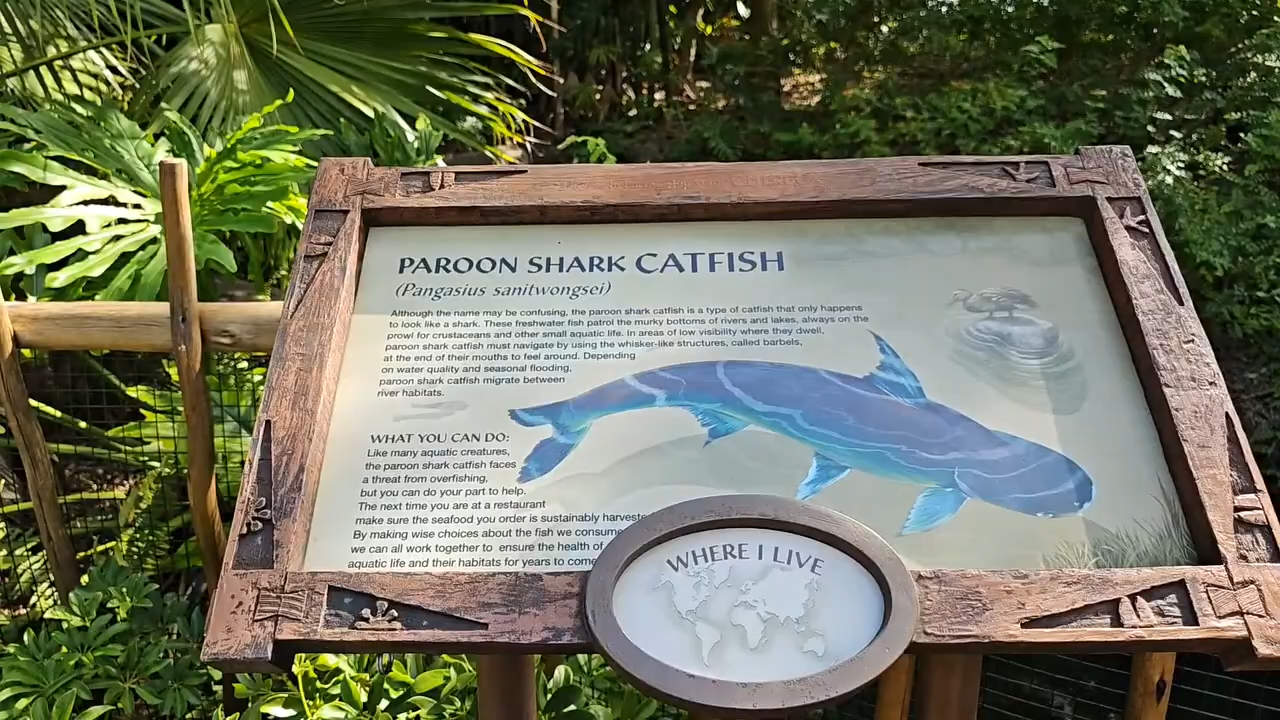 PAROON SHARK CATFISH
(Pangasius sanitwongsei)
Although the name may be confusing, the paroon shark catfish is a type of catfish that only happens
to look like a shark. These freshwater fish patrol the murky bottoms of rivers and lakes, always on the
prowl for crustaceans and other small aquatic life. In areas of low visibility where they dwell,
paroon shark catfish must navigate by using the whisker-like structures, called barbels,
at the end of their mouths to feel around. Depending
on water quality and seasonal flooding,
paroon shark catfish migrate between
river habitats.
WHAT YOU CAN DO:
Like many aquatic creatures,
the paroon shark catfish faces
a threat from overfishing,
but you can do your part to help.
The next time you are at a restaurant
make sure the seafood you order is sustainably harveste
By making wise choices about the fish we consume
we can all work together to ensure the health of
aquatic life and their habitats for years to come
WHERE I LIVE